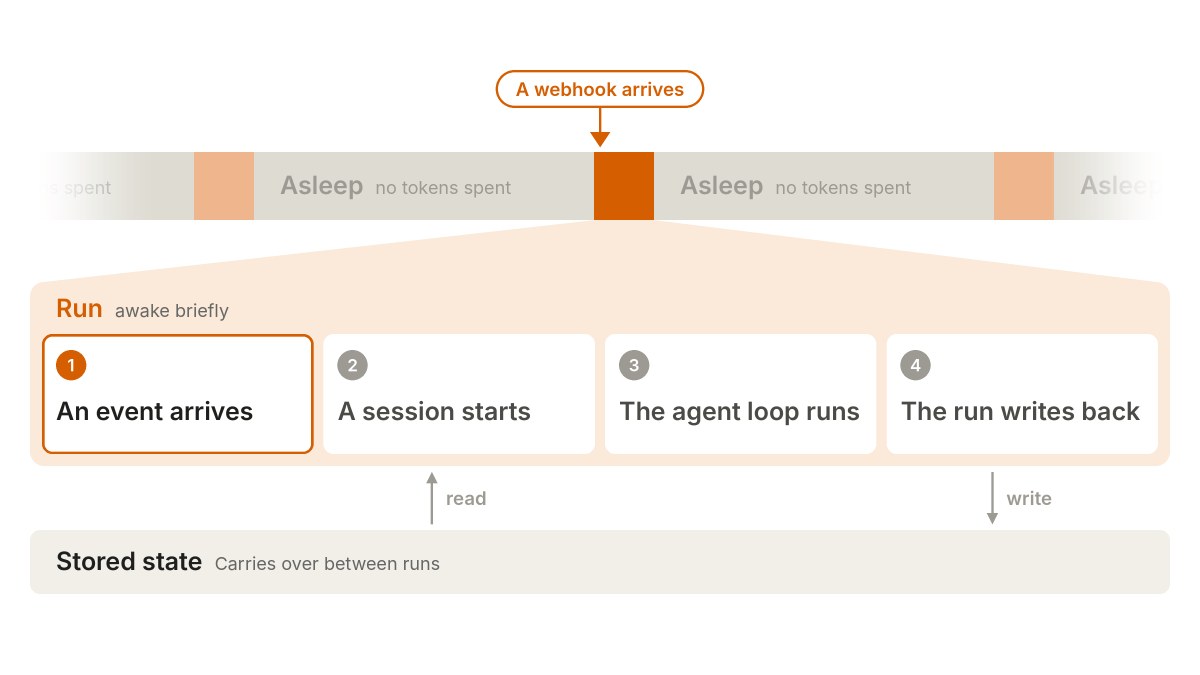 A webhook arrives
spent Asleep no tokens spent Asleep no tokens spent Asleep
Run awake briefly
1 2 3 4
An event arrives A session starts The agent loop runs The run writes back
read write
Stored state Carries over between runs